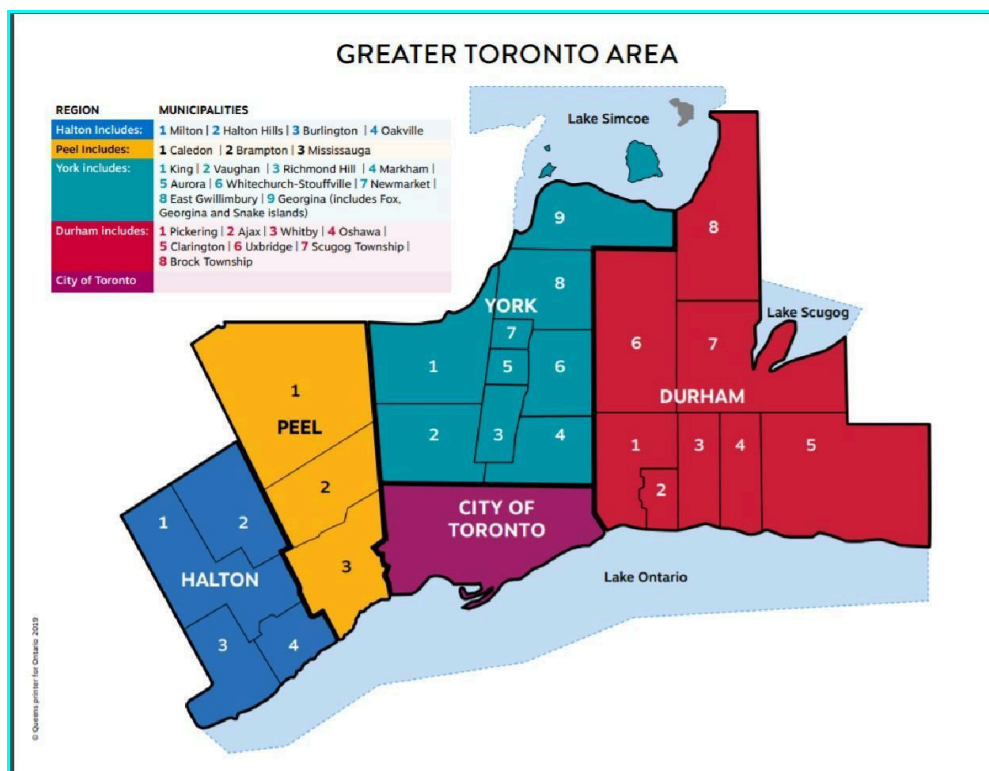 GREATER TORONTO AREA
REGION MUNICIPALITIES
Halton Includes: 1 Milton | 2 Halton Hills | 3 Burlington | 4 Oakville
Peel Includes: 1 Caledon | 2 Brampton | 3 Mississauga
York includes: 1 King | 2 Vaughan | 3 Richmond Hill | 4 Markham |
5 Aurora | 6 Whitechurch-Stouffville | 7 Newmarket |
8 East Gwillimbury | 9 Georgina (includes Fox,
Georgina and Snake islands)
Durham includes: 1 Pickering | 2 Ajax | 3 Whitby | 4 Oshawa |
5 Clarington | 6 Uxbridge | 7 Scugog Township |
8 Brock Township
City of Toronto
Lake Simcoe
9
8
8
YORK
Lake Scugog
7
6
7
1
5
6
1
DURHAM
PEEL
2
3
4
1
3
4
5
2
2
CITY OF
TORONTO
1
2
3
HALTON
Lake Ontario
3
4
© Queens printer for Ontario 2019